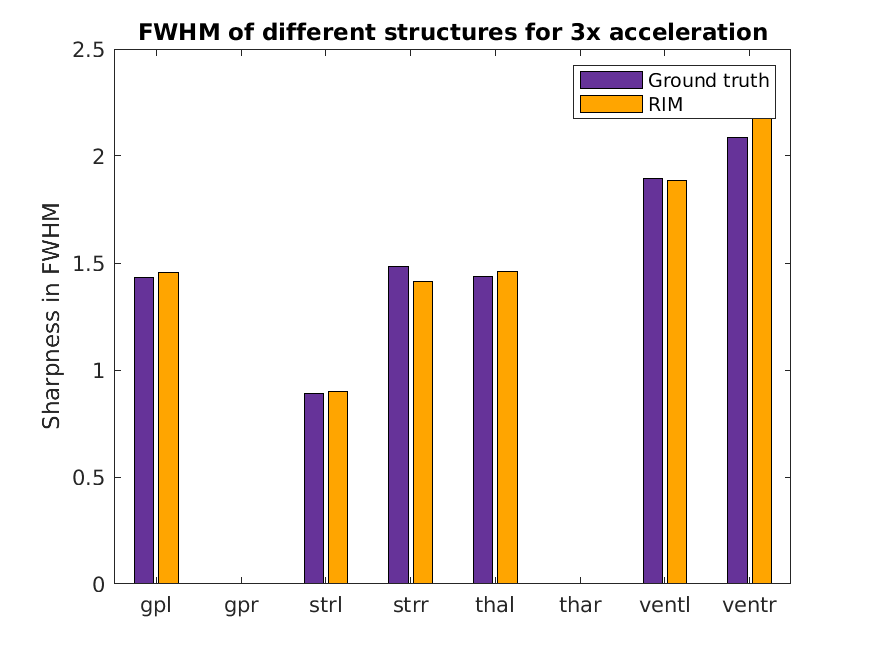 FWHM of different structures for 3x acceleration
Ground truth
RIM
Sharpness in FWHM
2.5
2
1.5
1
0.5
0
gpl gpr strl strr thal thar ventl ventr